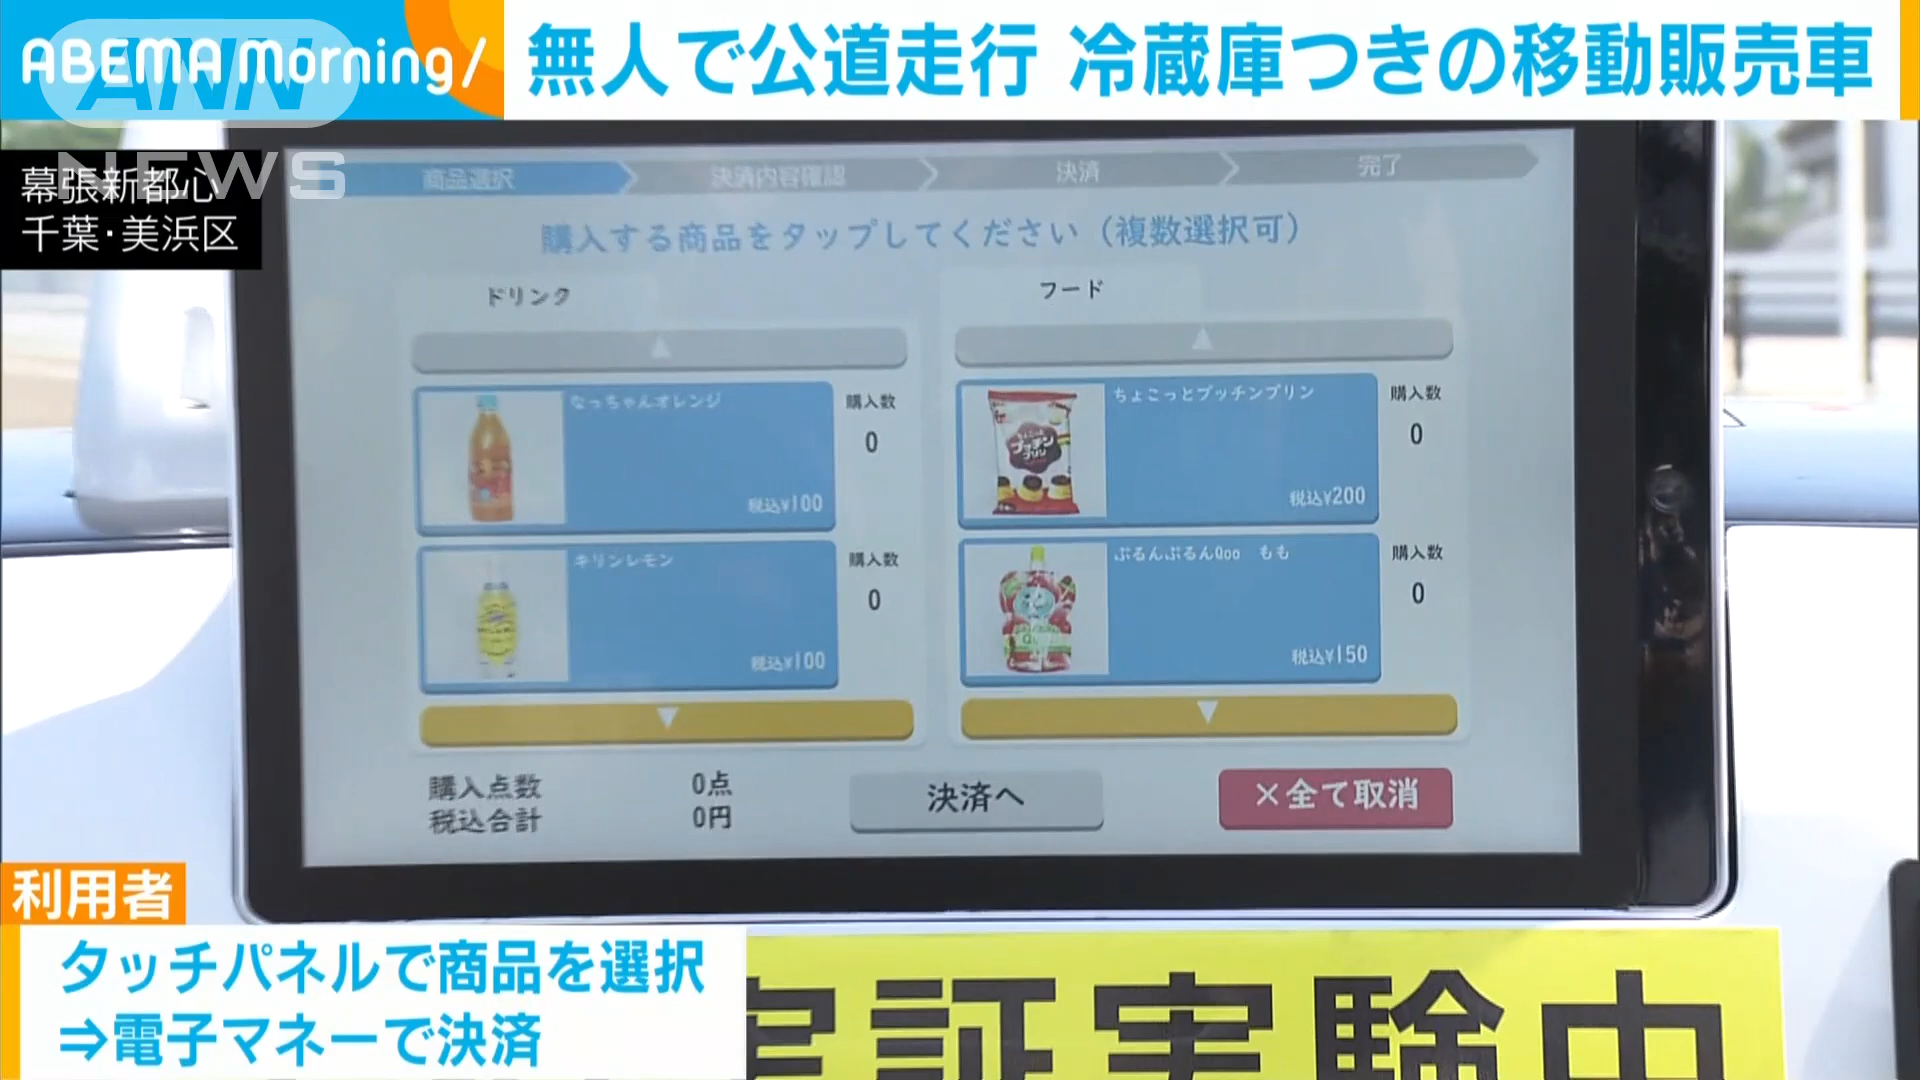 ABEMA Morning/
ANN
NEWS
無人で公道走行 冷蔵庫つきの移動販売車
幕張新都心
千葉・美浜区
商品選択
決済内容確認
決済
完了
購入する商品をタップしてください（複数選択可）
ドリンク
▲
なっちゃんオレンジ
税込¥100
購入数
0
キリンレモン
税込¥100
購入数
0
▼
フード
▲
ちょこっとプッチンプリン
税込¥200
購入数
0
ぷるんぷるんQoo もも
税込¥150
購入数
0
▼
購入点数 0点
税込合計 0円
決済へ
×全て取消
利用者
タッチパネルで商品を選択
⇒電子マネーで決済
証実験中